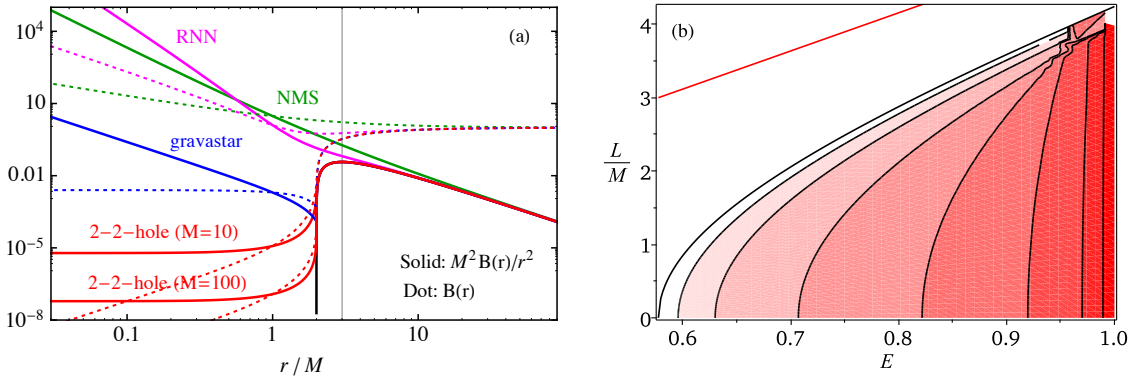 (a)
10^4
10
0.01
10^-5
10^-8
RNN
NMS
gravastar
2-2-hole (M=10)
2-2-hole (M=100)
Solid: M^2 B(r)/r^2
Dot: B(r)
0.1
1
10
r / M
(b)
4
3
L/M
2
1
0
0.6
0.7
0.8
0.9
1.0
E